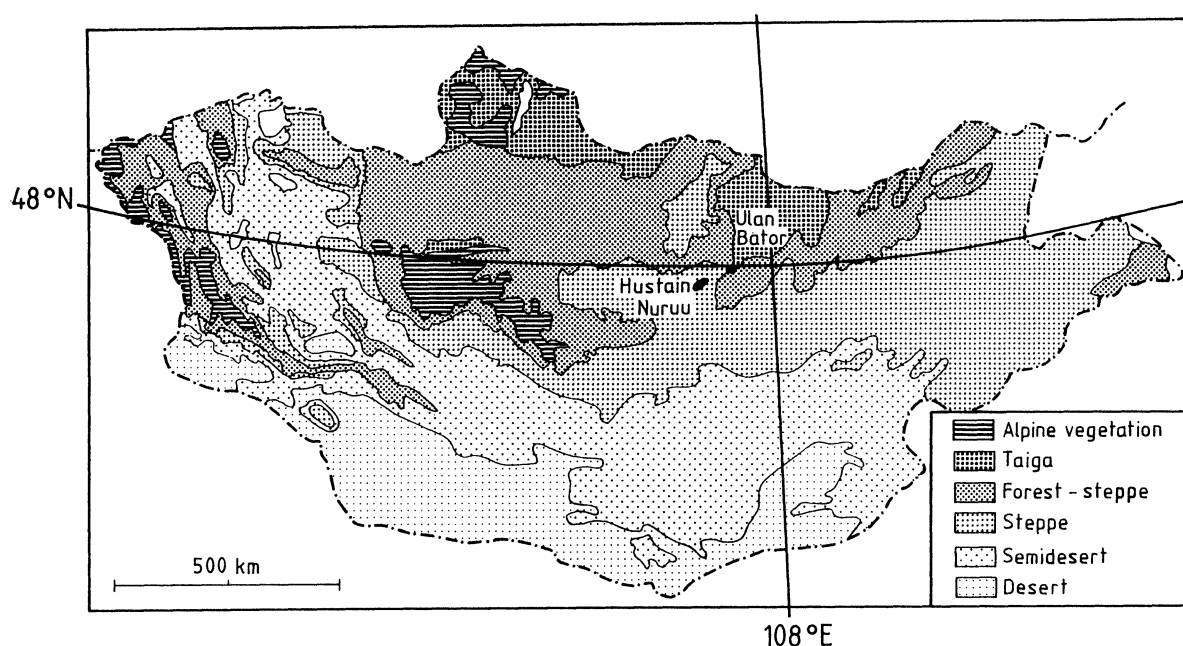 48°N
Ulan
Bator
Hustain
Nuruu
Alpine vegetation
Taiga
Forest - steppe
Steppe
Semidesert
Desert
500 km
108°E